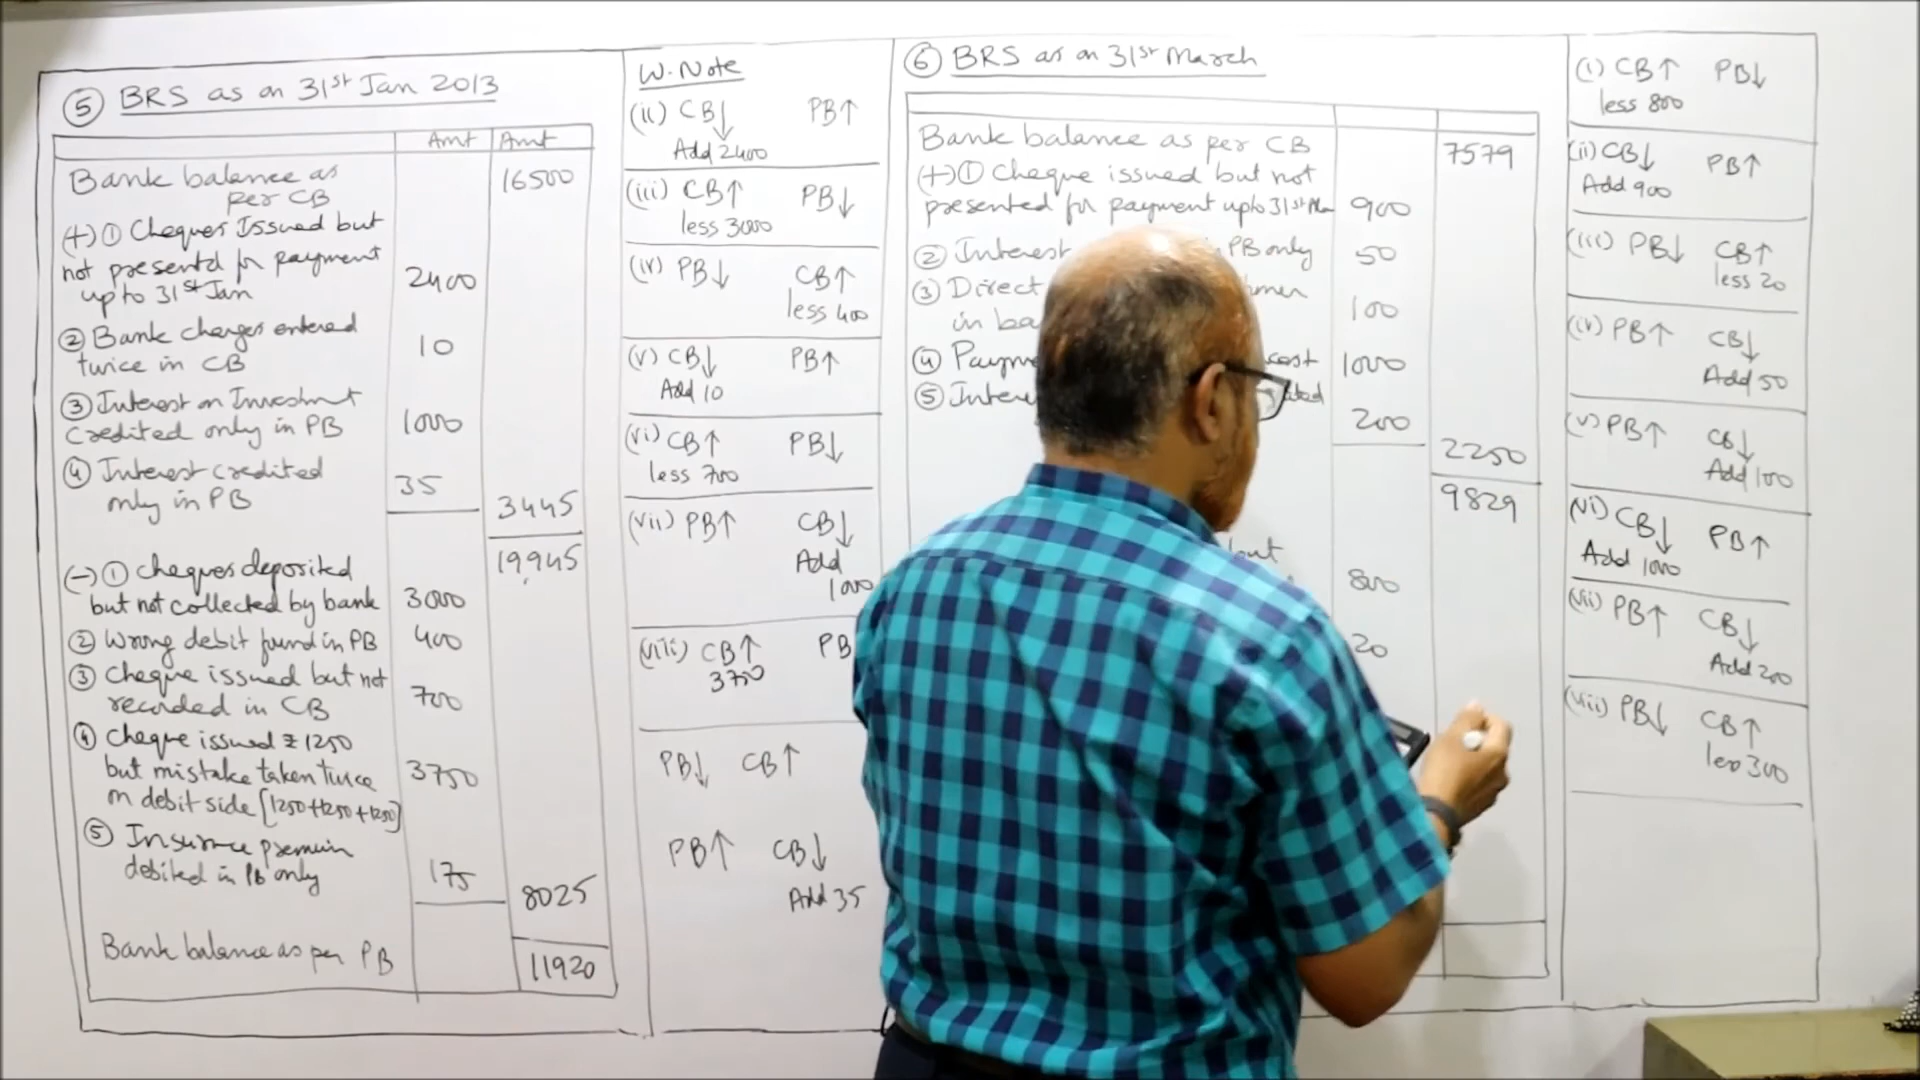 ⑤ BRS as on 31st Jan 2013
Amt Amt
Bank balance as
per CB 16500
(+) ① Cheques Issued but
not presentd for payment
upto 31st Jan 2400
② Bank charges entered
twice in CB 10
③ Interest on Investment
credited only in PB 1000
④ Interest credited
only in PB 35
3445
19,945
(-) ① cheques deposited
but not collected by bank 3000
② Wrong debit found in PB 400
③ Cheque issued but not
recorded in CB 700
④ Cheque issued ₹ 1250
but mistake taken twice 3750
on debit side [1250+1250+1250]
⑤ Insurance premium
debited in PB only 175
8025
Bank balance as per PB 11920
W.Note
(ii) CB↓ PB↑
Add 2400
(iii) CB↑ PB↓
less 3000
(iv) PB↓ CB↑
less 400
(v) CB↓ PB↑
Add 10
(vi) CB↑ PB↓
less 700
(vii) PB↑ CB↓
Add
1000
(viii) CB↑ PB
3750
PB↓ CB↑
PB↑ CB↓
Add 35
⑥ BRS as on 31st March
Bank balance as per CB 7579
(+) ① Cheque issued but not
presented for payment upto 31st Ma 900
② Interest PB only 50
③ Direct
in ba 100
④ Payme 1000
⑤ Inter
200
2250
9829
but
800
20
(i) CB↑ PB↓
less 800
(ii) CB↓ PB↑
Add 900
(iii) PB↓ CB↑
less 20
(iv) PB↑ CB↓
Add 50
(v) PB↑ CB↓
Add 100
(vi) CB↓ PB↑
Add 1000
(vii) PB↑ CB↓
Add 200
(viii) PB↓ CB↑
less 300